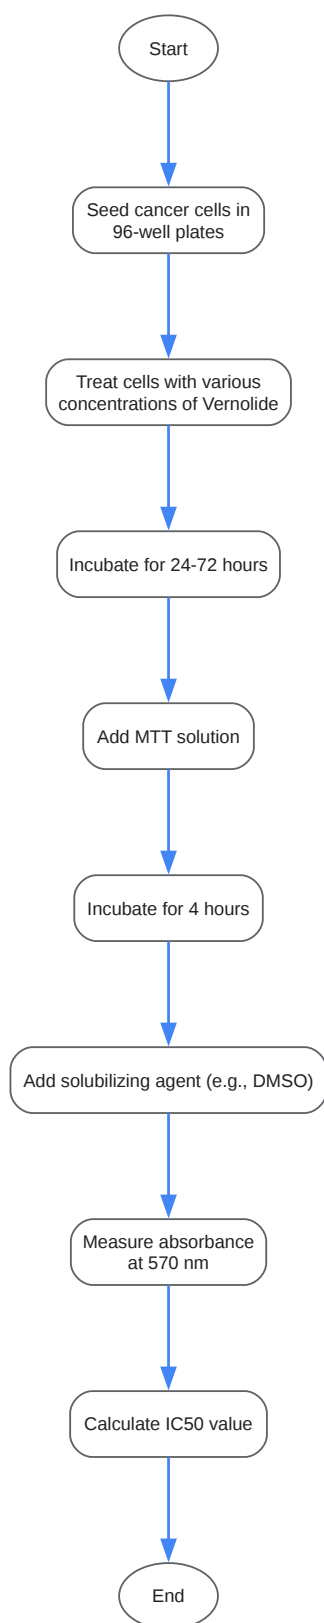 Start
Seed cancer cells in
96-well plates
Treat cells with various
concentrations of Vernolide
Incubate for 24-72 hours
Add MTT solution
Incubate for 4 hours
Add solubilizing agent (e.g., DMSO)
Measure absorbance
at 570 nm
Calculate IC50 value
End